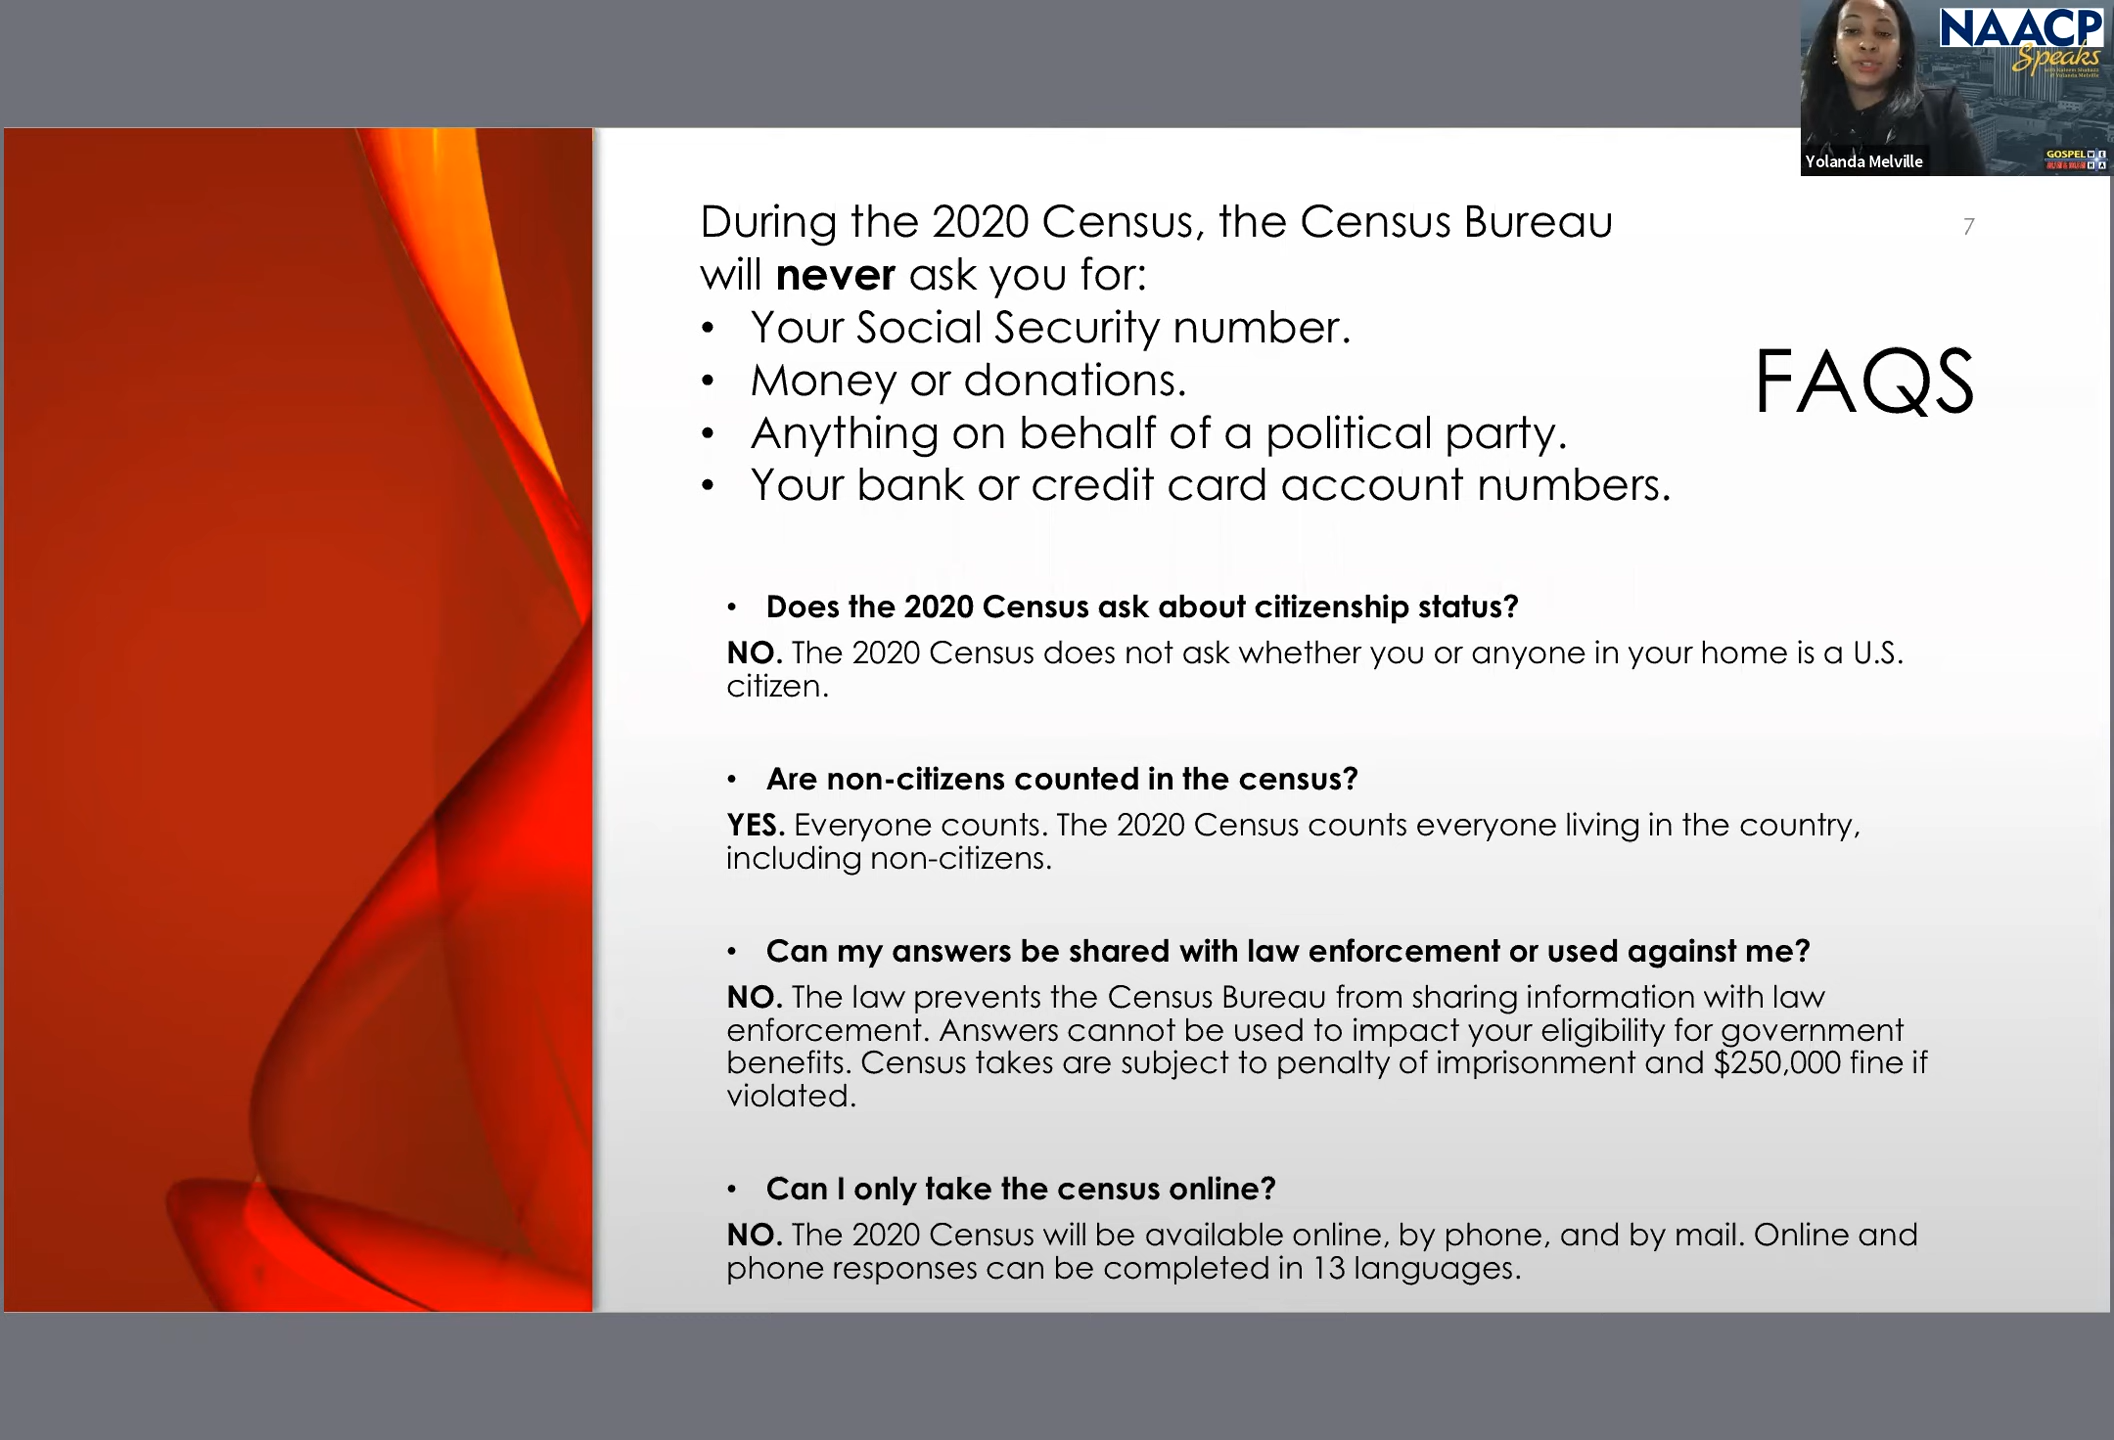 NAACP
Speaks
Yolanda Melville
GOSPEL
7
During the 2020 Census, the Census Bureau
will never ask you for:
• Your Social Security number.
• Money or donations.
• Anything on behalf of a political party.
• Your bank or credit card account numbers.
FAQS
• Does the 2020 Census ask about citizenship status?
NO. The 2020 Census does not ask whether you or anyone in your home is a U.S.
citizen.
• Are non-citizens counted in the census?
YES. Everyone counts. The 2020 Census counts everyone living in the country,
including non-citizens.
• Can my answers be shared with law enforcement or used against me?
NO. The law prevents the Census Bureau from sharing information with law
enforcement. Answers cannot be used to impact your eligibility for government
benefits. Census takes are subject to penalty of imprisonment and $250,000 fine if
violated.
• Can I only take the census online?
NO. The 2020 Census will be available online, by phone, and by mail. Online and
phone responses can be completed in 13 languages.